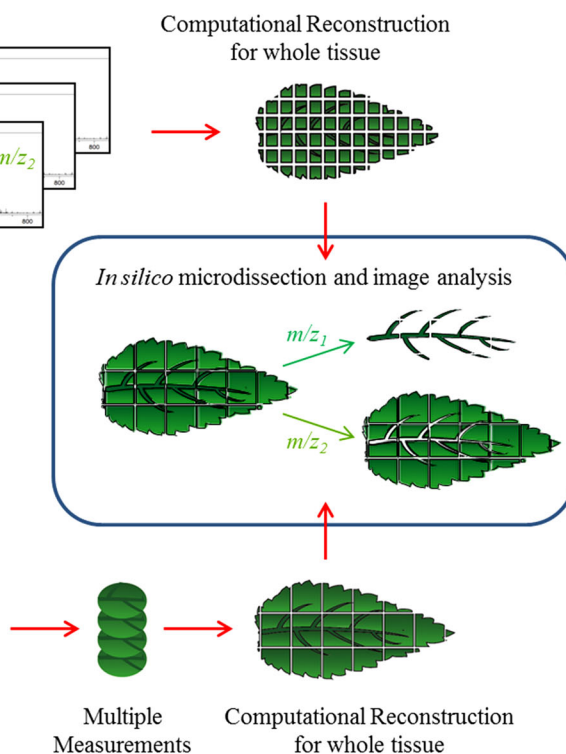 Computational Reconstruction
for whole tissue
800
m/z2
800
800
In silico microdissection and image analysis
m/z1
m/z2
Multiple
Measurements
Computational Reconstruction
for whole tissue